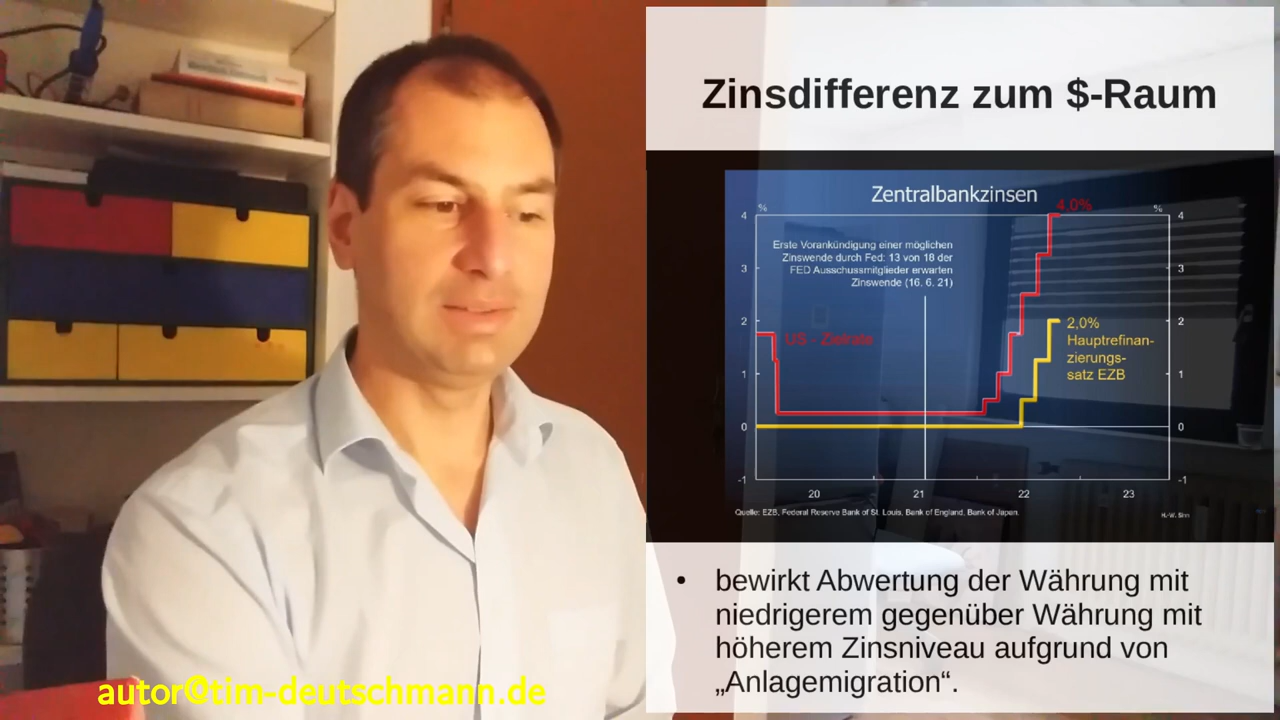 Zinsdifferenz zum $-Raum
Zentralbankzinsen
% %
4,0%
4 4
3 3
2 2
1 1
0 0
-1 -1
Erste Vorankündigung einer möglichen
Zinswende durch Fed: 13 von 18 der
FED Ausschussmitglieder erwarten
Zinswende (16. 6. 21)
US - Zielrate
2,0%
Hauptrefinan-
zierungs-
satz EZB
20 21 22 23
Quelle: EZB, Federal Reserve Bank of St. Louis, Bank of England, Bank of Japan.
H.-W. Sinn
• bewirkt Abwertung der Währung mit
niedrigerem gegenüber Währung mit
höherem Zinsniveau aufgrund von
„Anlagemigration“.
autor@tim-deutschmann.de